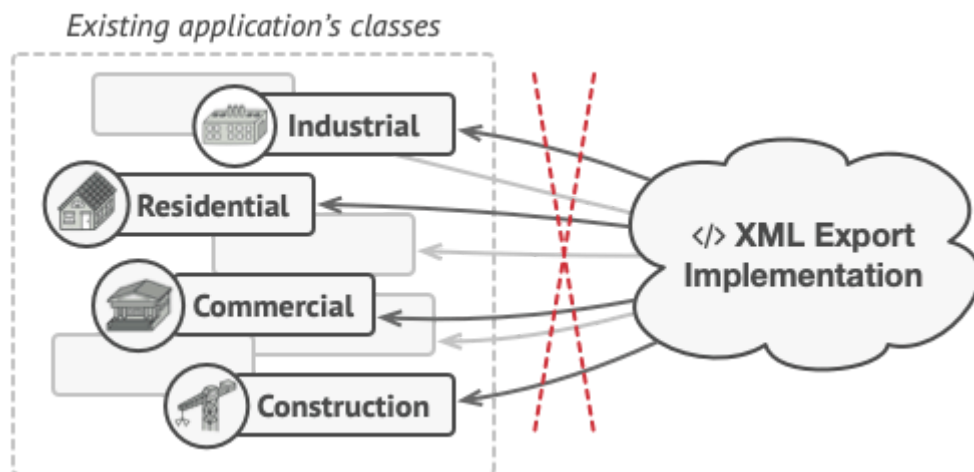 Existing application's classes
Industrial
Residential
Commercial
Construction
</> XML Export
Implementation